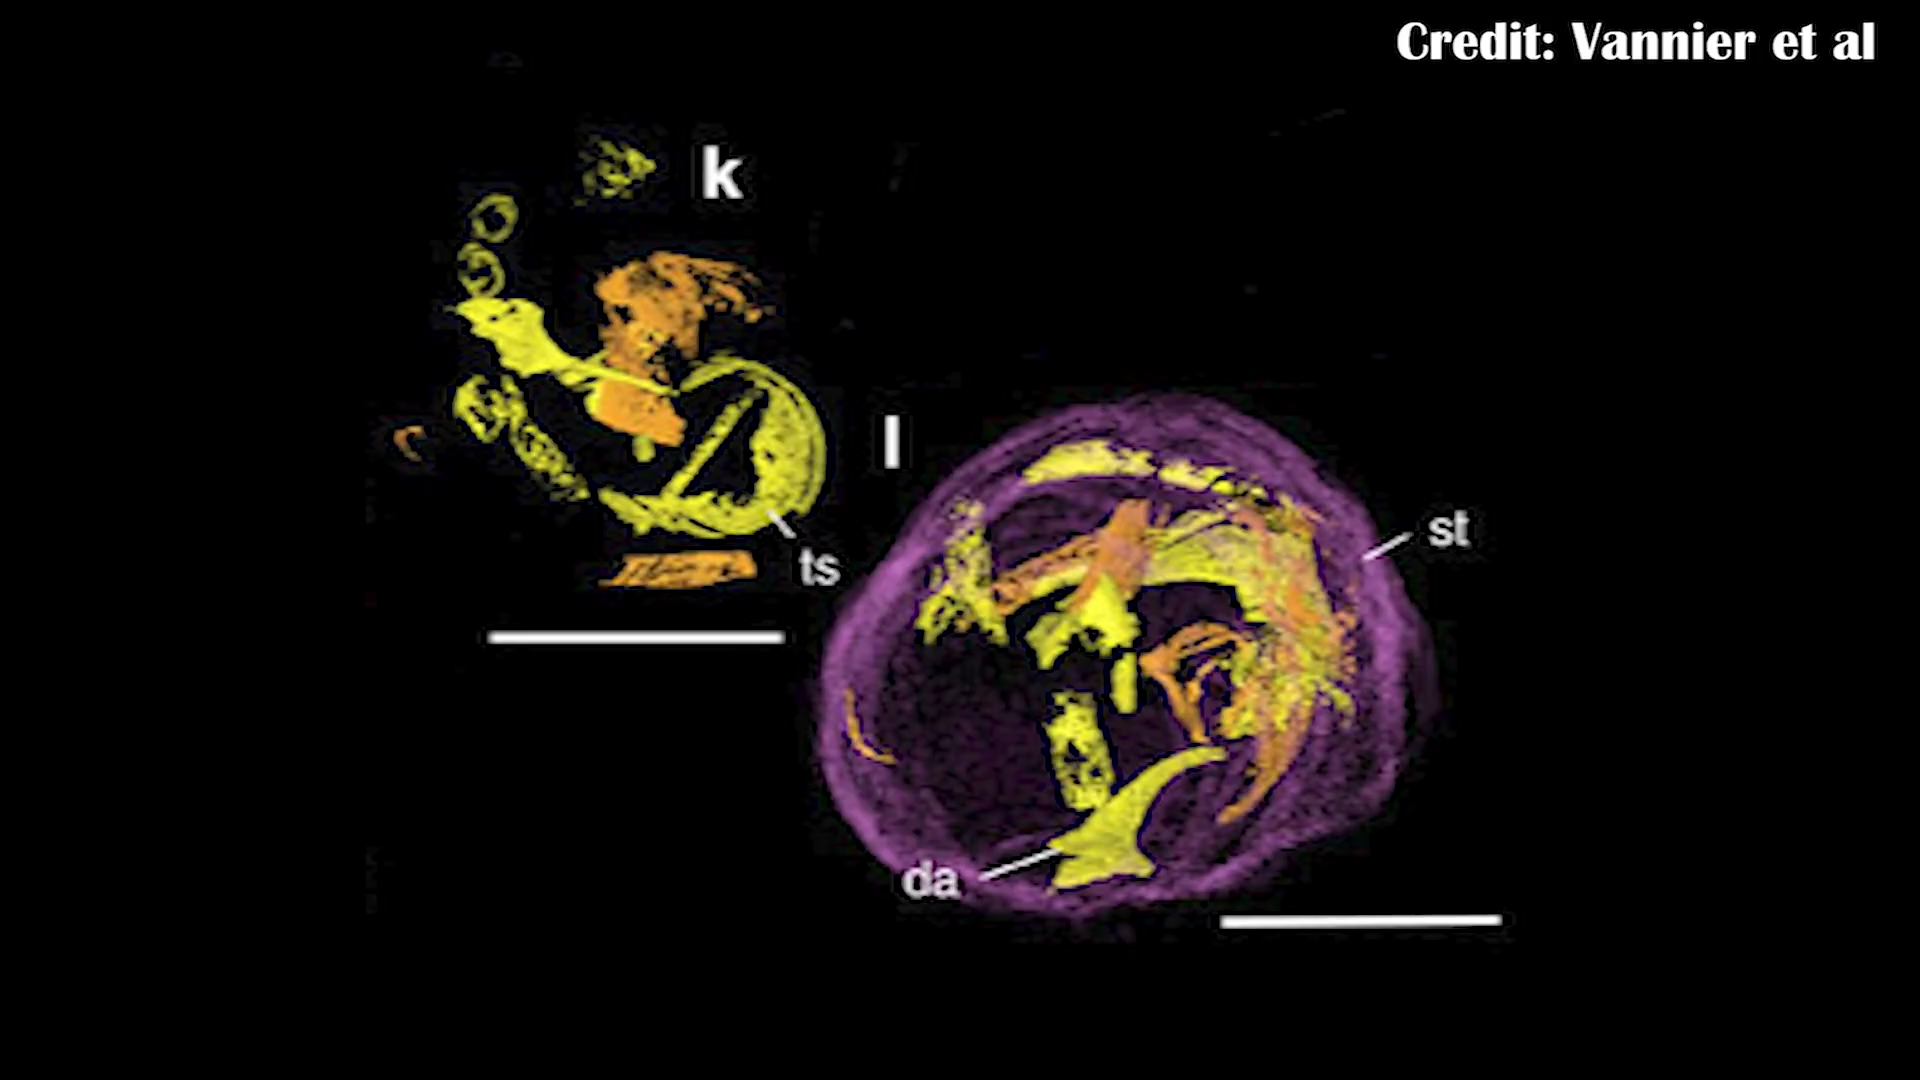 Credit: Vannier et al
k
l
st
ts
da